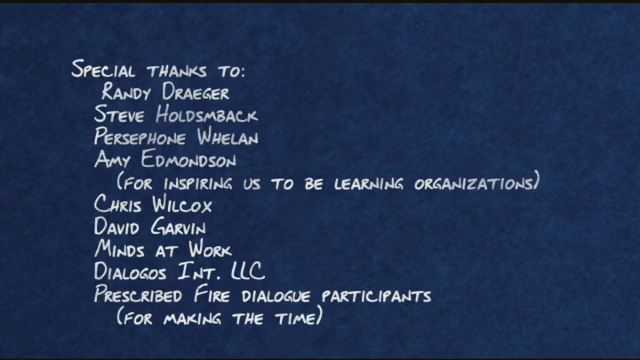 Special thanks to:
Randy Draeger
Steve Holdsmback
Persephone Whelan
Amy Edmondson
(for inspiring us to be learning organizations)
Chris Wilcox
David Garvin
Minds at Work
Dialogos Int. LLC
Prescribed Fire dialogue participants
(for making the time)